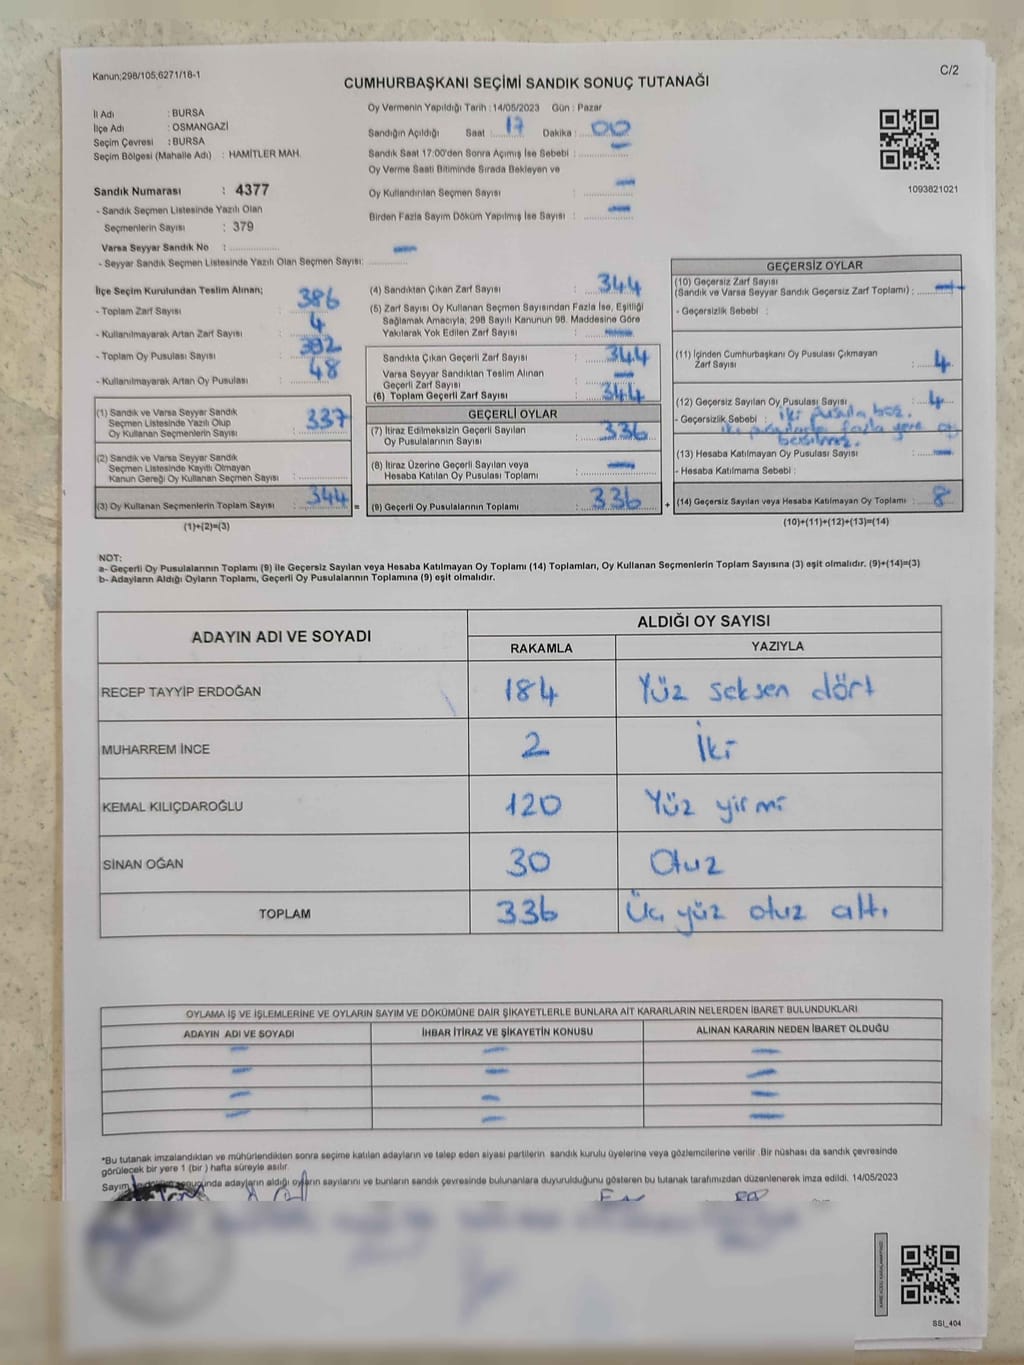 Kanun;298/105,6271/18-1
C/2
CUMHURBAŞKANI SEÇİMİ SANDIK SONUÇ TUTANAĞI
İl Adı : BURSA
İlçe Adı : OSMANGAZİ
Seçim Çevresi : BURSA
Seçim Bölgesi (Mahalle Adı) : HAMİTLER MAH.
Sandık Numarası : 4377
- Sandık Seçmen Listesinde Yazılı Olan
Seçmenlerin Sayısı : 379
Varsa Seyyar Sandık No :
- Seyyar Sandık Seçmen Listesinde Yazılı Olan Seçmen Sayısı:
Oy Vermenin Yapıldığı Tarih : 14/05/2023 Gün : Pazar
Sandığın Açıldığı Saat : 17 Dakika : 00
Sandık Saat 17:00'den Sonra Açımış İse Sebebi :
Oy Verme Saati Bitiminde Sırada Bekleyen ve
Oy Kullandırılan Seçmen Sayısı :
Birden Fazla Sayım Döküm Yapılmış İse Sayısı :
1093821021
İlçe Seçim Kurulundan Teslim Alınan;
- Toplam Zarf Sayısı : 386
- Kullanılmayarak Artan Zarf Sayısı : 4
- Toplam Oy Pusulası Sayısı :
- Kullanılmayarak Artan Oy Pusulası : 48
(1) Sandık ve Varsa Seyyar Sandık
Seçmen Listesinde Yazılı Olup
Oy Kullanan Seçmenlerin Sayısı : 337
(2) Sandık ve Varsa Seyyar Sandık
Seçmen Listesinde Kayıtlı Olmayan
Kanun Gereği Oy Kullanan Seçmen Sayısı :
(3) Oy Kullanan Seçmenlerin Toplam Sayısı : 344 =
(1)+(2)=(3)
(4) Sandıktan Çıkan Zarf Sayısı : 344
(5) Zarf Sayısı Oy Kullanan Seçmen Sayısından Fazla İse, Eşitliği
Sağlamak Amacıyla; 298 Sayılı Kanunun 98. Maddesine Göre
Yakılarak Yok Edilen Zarf Sayısı :
Sandıkta Çıkan Geçerli Zarf Sayısı : 344
Varsa Seyyar Sandıktan Teslim Alınan
Geçerli Zarf Sayısı :
(6) Toplam Geçerli Zarf Sayısı : 344
GEÇERLİ OYLAR
(7) İtiraz Edilmeksizin Geçerli Sayılan
Oy Pusulalarının Sayısı : 336
(8) İtiraz Üzerine Geçerli Sayılan veya
Hesaba Katılan Oy Pusulası Toplamı :
(9) Geçerli Oy Pusulalarının Toplamı : 336 +
GEÇERSİZ OYLAR
(10) Geçersiz Zarf Sayısı
(Sandık ve Varsa Seyyar Sandık Geçersiz Zarf Toplamı) :
- Geçersizlik Sebebi :
(11) İçinden Cumhurbaşkanı Oy Pusulası Çıkmayan
Zarf Sayısı : 4
(12) Geçersiz Sayılan Oy Pusulası Sayısı : 4
- Geçersizlik Sebebi : iki pusula boş.
iki pusulada fazla yere oy
basılmış.
(13) Hesaba Katılmayan Oy Pusulası Sayısı :
- Hesaba Katılmama Sebebi :
(14) Geçersiz Sayılan veya Hesaba Katılmayan Oy Toplamı : 8
(10)+(11)+(12)+(13)=(14)
NOT:
a- Geçerli Oy Pusulalarının Toplamı (9) ile Geçersiz Sayılan veya Hesaba Katılmayan Oy Toplamı (14) Toplamları, Oy Kullanan Seçmenlerin Toplam Sayısına (3) eşit olmalıdır. (9)+(14)=(3)
b- Adayların Aldığı Oyların Toplamı, Geçerli Oy Pusulalarının Toplamına (9) eşit olmalıdır.
ADAYIN ADI VE SOYADI
ALDIĞI OY SAYISI
RAKAMLA YAZIYLA
RECEP TAYYİP ERDOĞAN 184 Yüz seksen dört
MUHARREM İNCE 2 İki
KEMAL KILIÇDAROĞLU 120 Yüz yirmi
SİNAN OĞAN 30 Otuz
TOPLAM 336 Üç yüz otuz altı
OYLAMA İŞ VE İŞLEMLERİNE VE OYLARIN SAYIM VE DÖKÜMÜNE DAİR ŞİKAYETLERLE BUNLARA AİT KARARLARIN NELERDEN İBARET BULUNDUKLARI
ADAYIN ADI VE SOYADI İHBAR İTİRAZ VE ŞİKAYETİN KONUSU ALINAN KARARIN NEDEN İBARET OLDUĞU
*Bu tutanak imzalandıktan ve mühürlendikten sonra seçime katılan adayların ve talep eden siyasi partilerin sandık kurulu üyelerine veya gözlemcilerine verilir .Bir nüshası da sandık çevresinde
görülecek bir yere 1 (bir ) hafta süreyle asılır.
Sayım sonucunda adayların aldığı oyların sayılarını ve bunların sandık çevresinde bulunanlara duyurulduğunu gösteren bu tutanak tarafımızdan düzenlenerek imza edildi. 14/05/2023
SSI_404